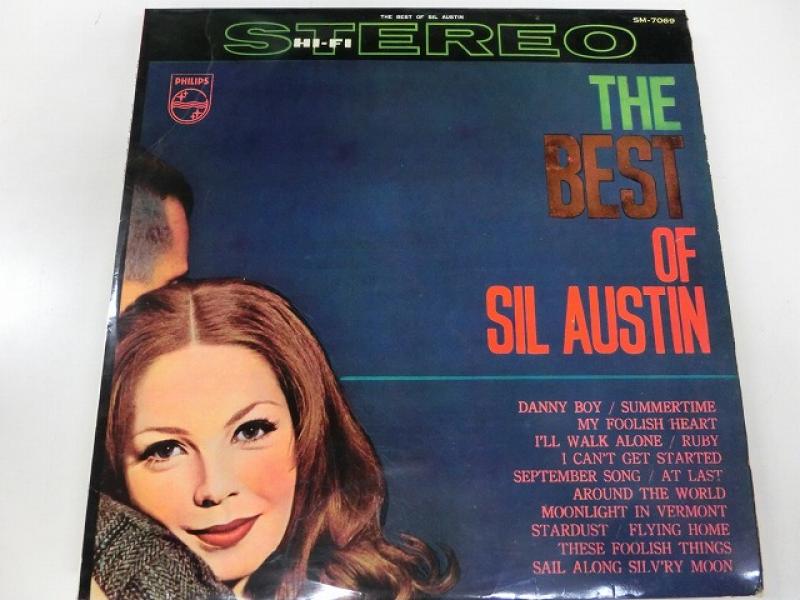 THE BEST OF SIL AUSTIN
SM-7069
STEREO
HI-FI
PHILIPS
THE
BEST
OF
SIL AUSTIN
DANNY BOY / SUMMERTIME
MY FOOLISH HEART
I'LL WALK ALONE / RUBY
I CAN'T GET STARTED
SEPTEMBER SONG / AT LAST
AROUND THE WORLD
MOONLIGHT IN VERMONT
STARDUST / FLYING HOME
THESE FOOLISH THINGS
SAIL ALONG SILV'RY MOON